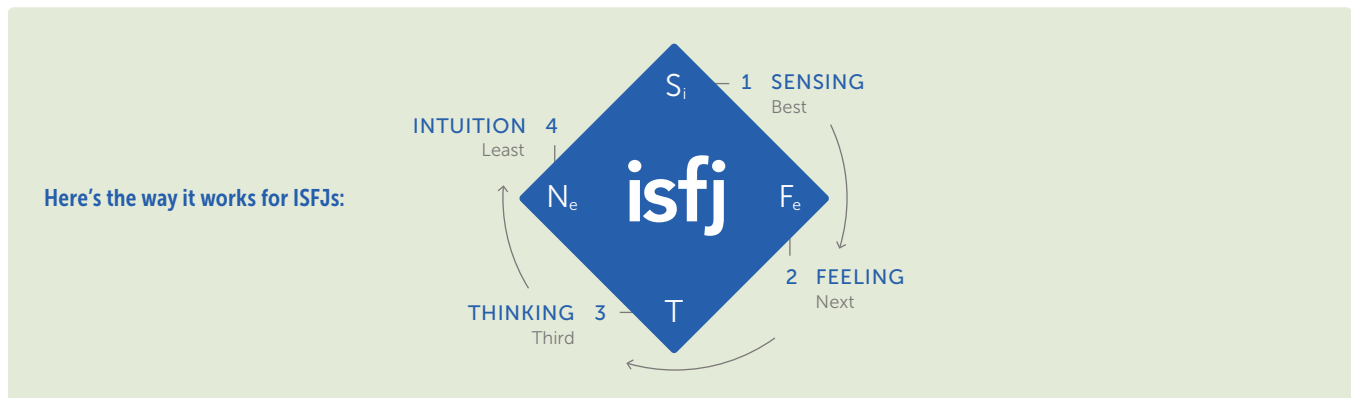 Here's the way it works for ISFJs:
Si
1 SENSING
Best
INTUITION 4
Least
Ne
isfj
Fe
2 FEELING
Next
THINKING 3
Third
T